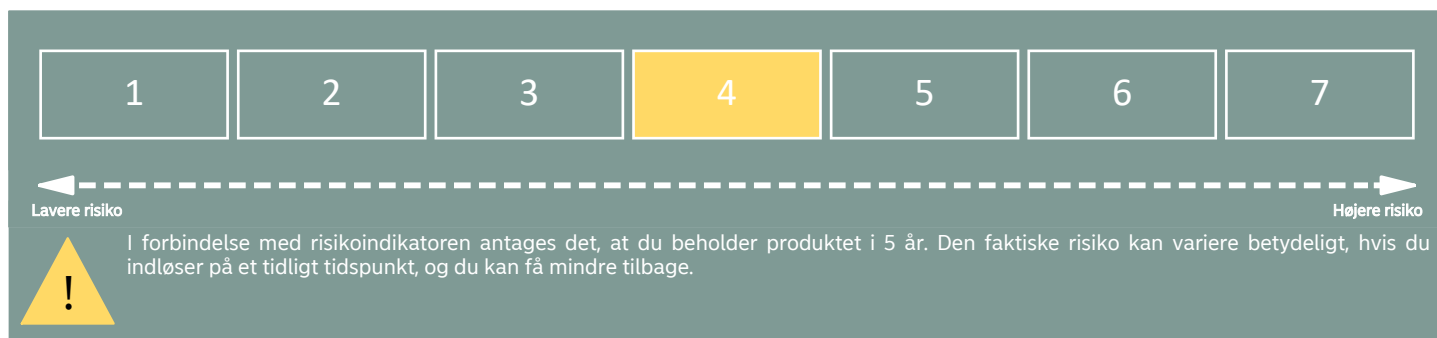 1 2 3 4 5 6 7
Lavere risiko Højere risiko
I forbindelse med risikoindikatoren antages det, at du beholder produktet i 5 år. Den faktiske risiko kan variere betydeligt, hvis du
indløser på et tidligt tidspunkt, og du kan få mindre tilbage.
!